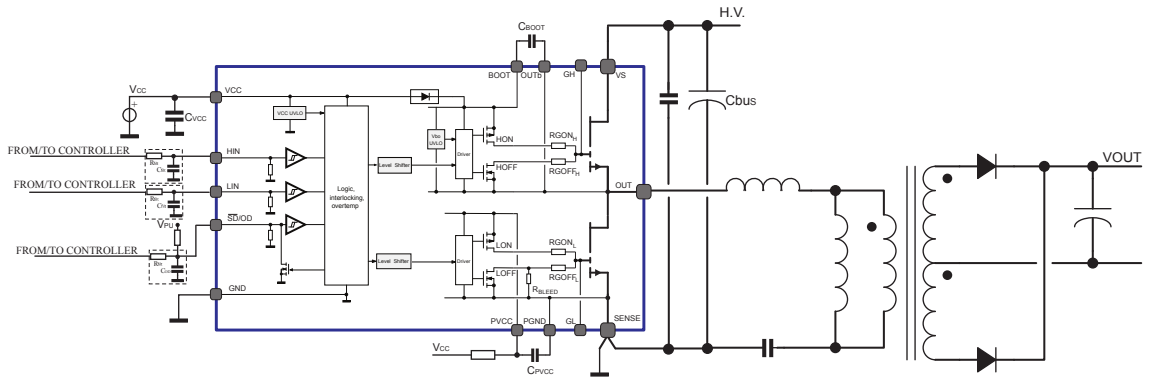 H.V.
CBOOT
BOOT OUTb GH VS
VCC
VCC
CVCC
VCC UVLO
Vbo UVLO
Driver
HON
HOFF
RGONH
RGOFFH
Cbus
FROM/TO CONTROLLER
HIN
FROM/TO CONTROLLER
LIN
SD/OD
VPU
FROM/TO CONTROLLER
GND
Logic,
interlocking,
overtemp
Level Shifter
Level Shifter
Driver
LON
LOFF
RGONL
RGOFFL
RBLEED
OUT
VOUT
PVCC PGND GL SENSE
VCC
CPVCC